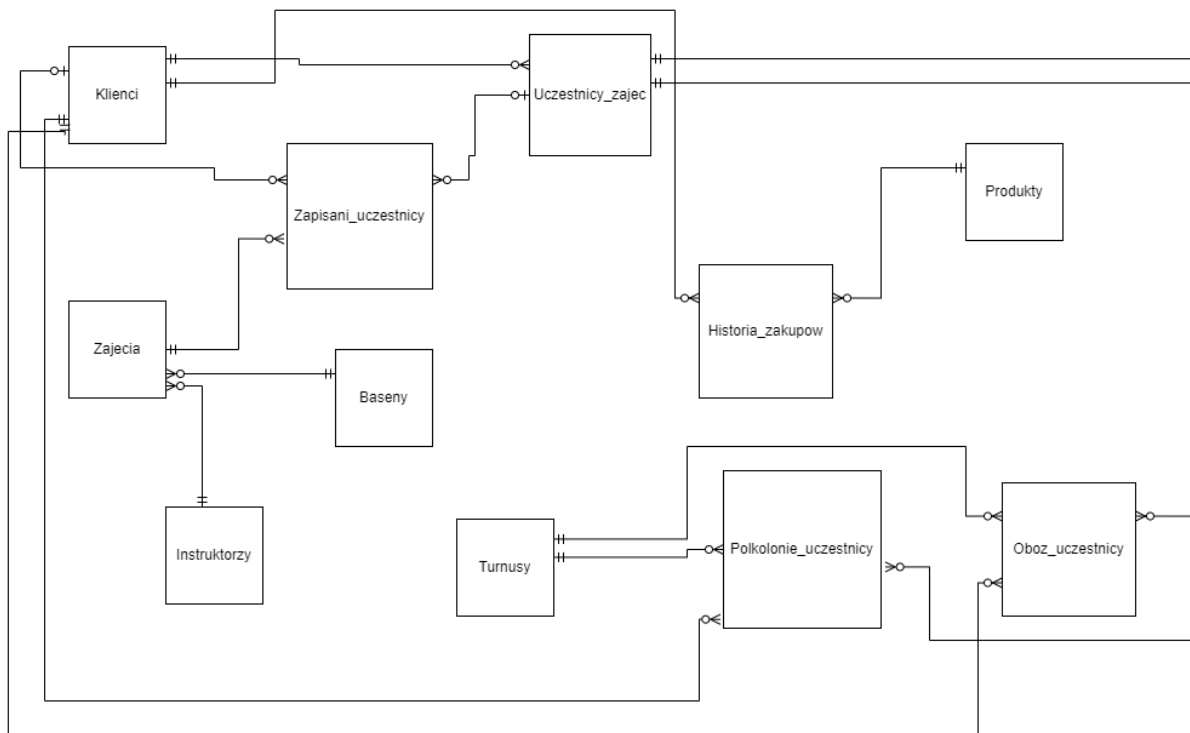 Klienci
Uczestnicy_zajec
Produkty
Zapisani_uczestnicy
Historia_zakupow
Zajecia
Baseny
Instruktorzy
Turnusy
Polkolonie_uczestnicy
Oboz_uczestnicy